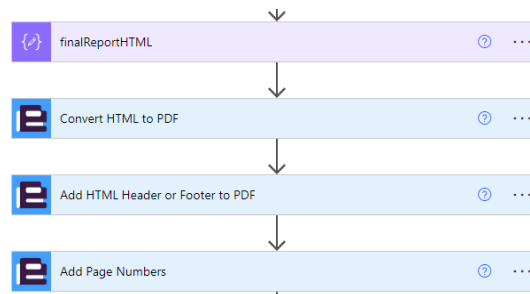 finalReportHTML
Convert HTML to PDF
Add HTML Header or Footer to PDF
Add Page Numbers